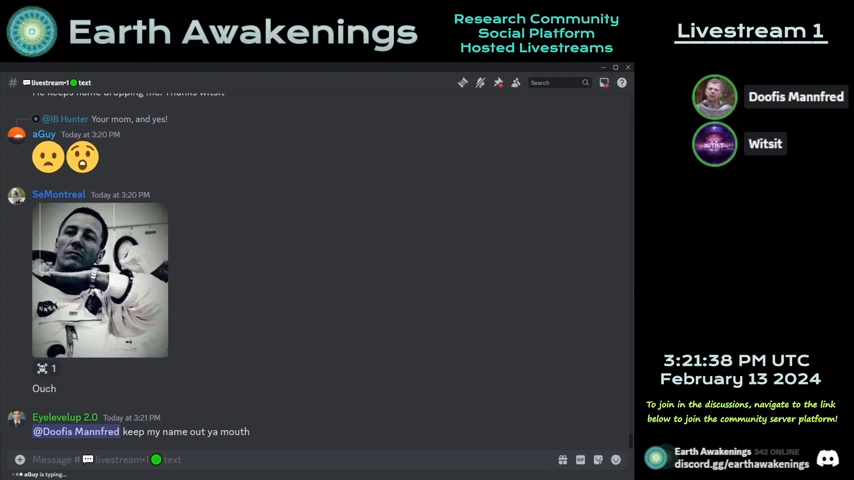 Earth Awakenings
Research Community
Social Platform
Hosted Livestreams
Livestream 1
# livestream-1 text
Search
He keeps name dropping me! Thanks witsit
@IB Hunter Your mom, and yes!
aGuy Today at 3:20 PM
SeMontreal Today at 3:20 PM
1
Ouch
Eyelevelup 2.0 Today at 3:21 PM
@Doofis Mannfred keep my name out ya mouth
Message # livestream-1 text
GIF
aGuy is typing...
Doofis Mannfred
WITSIT
Witsit
3:21:38 PM UTC
February 13 2024
To join in the discussions, navigate to the link
below to join the community server platform!
Earth Awakenings 342 ONLINE
discord.gg/earthawakenings